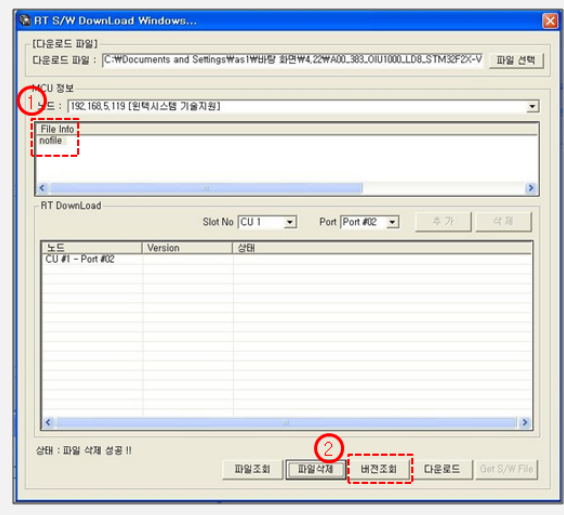 RT S/W DownLoad Windows...
[다운로드 파일]
다운로드 파일 : C:₩Documents and Settings₩as1₩바탕 화면₩4,22₩A00_383_OIU1000_LD8_STM32F2X-V 파일 선택
MCU 정보
①
노드 : 192,168,5,119 [윈텍시스템 기술지원]
File Info
nofile
RT DownLoad
Slot No CU 1 Port Port #02 추 가 삭 제
노드 Version 상태
CU #1 - Port #02
상태 : 파일 삭제 성공 !!
②
파일조회 파일삭제 버전조회 다운로드 Get S/W File